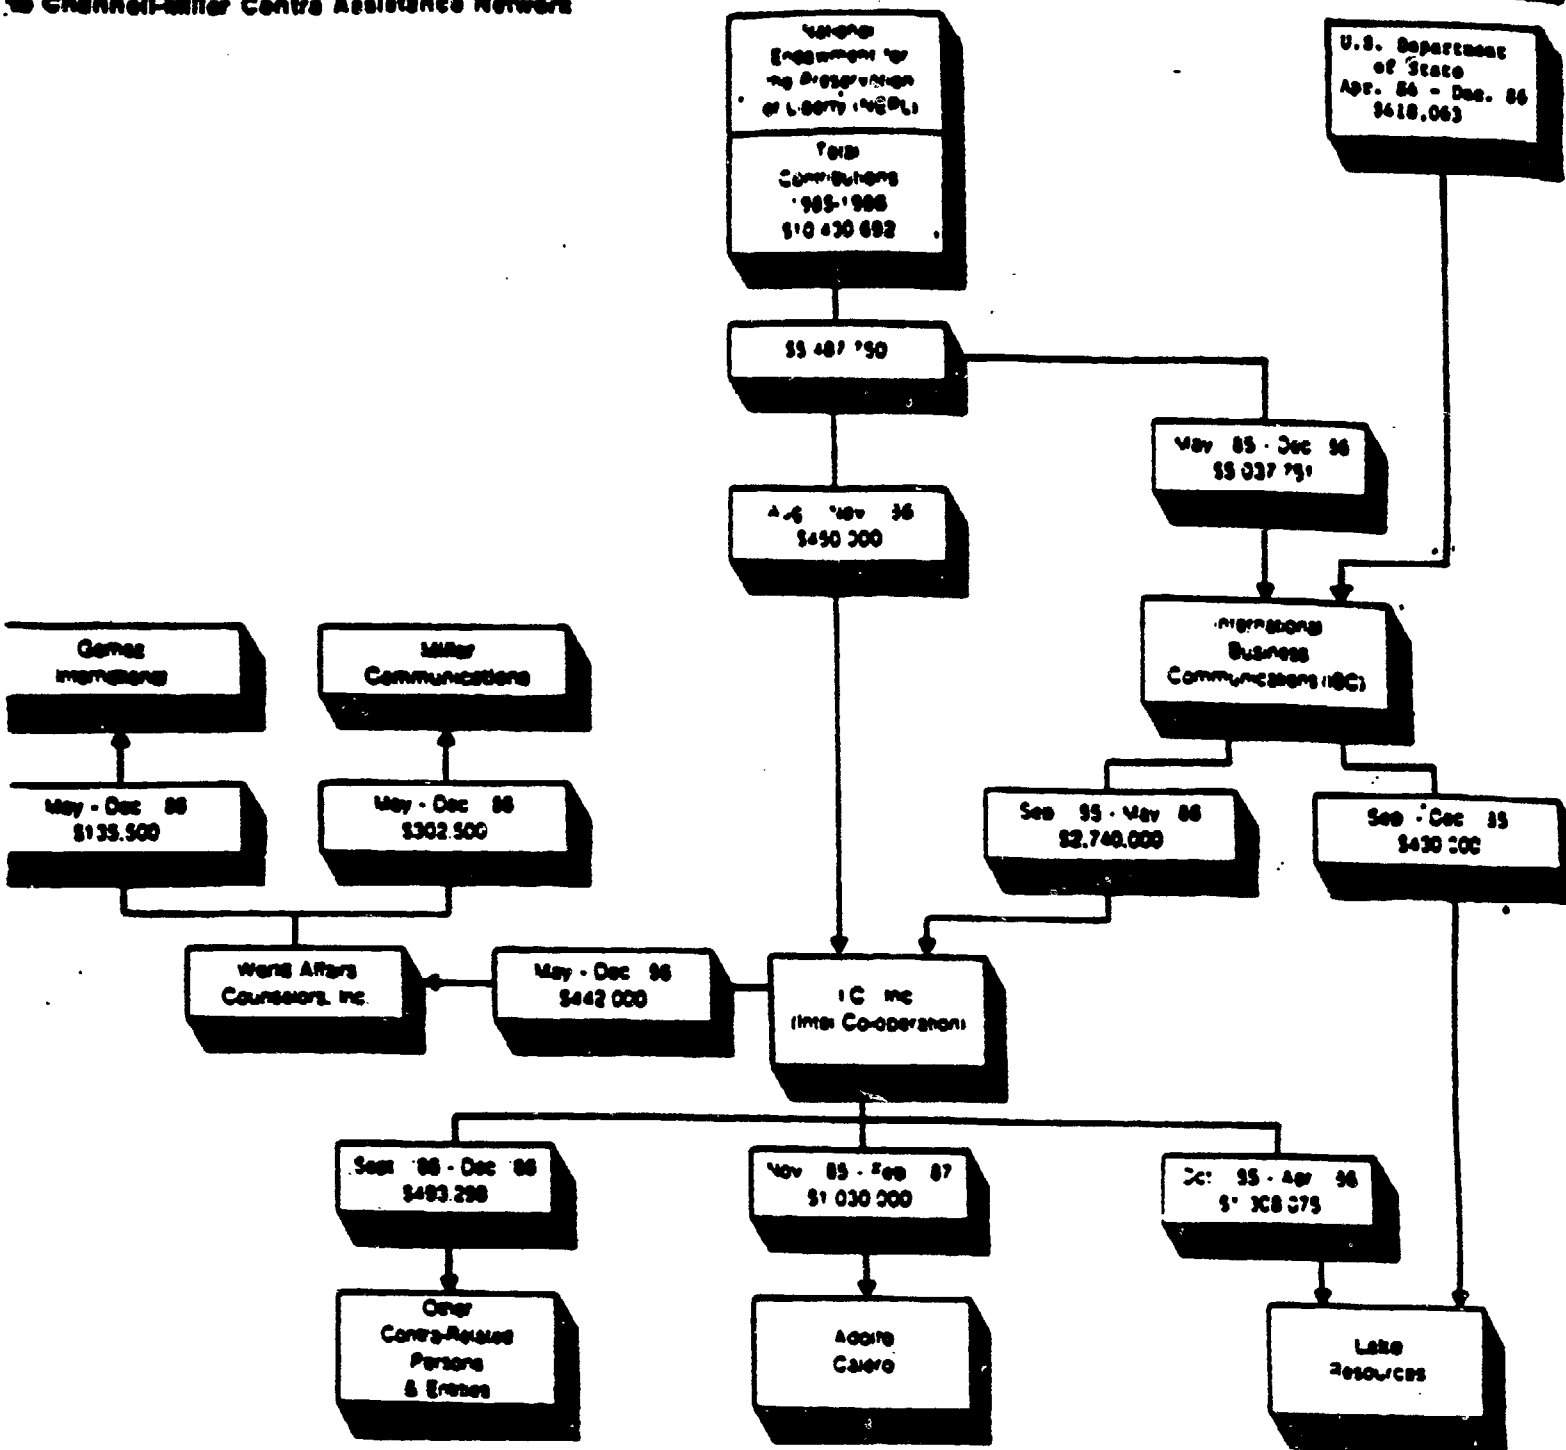 Channell-Miller Contra Assistance Network
National
Endowment for
the Preservation
of Liberty (NEPL)
Total
Contributions
1985-1986
$10 430 692
U.S. Department
of State
Apr. 84 - Dec. 86
$418,063
May 85 - Dec 86
Aug Nov 86
International
Business
Communications (IBC)
Gomez
International
Miller
Communications
May - Dec 86
$135,500
May - Dec 86
$302,500
Sep 85 - May 86
$2,740,000
Sep - Dec 85
World Affairs
Counselors, Inc.
May - Dec 86
$442 000
I C Inc
(Intel Co-operation)
Sept '86 - Dec '86
$493,298
Nov 85 - Feb 87
$1 030 000
Oct 85 - Apr 86
Other
Contra-Related
Persons
& Entities
Adolfo
Calero
Lake
Resources